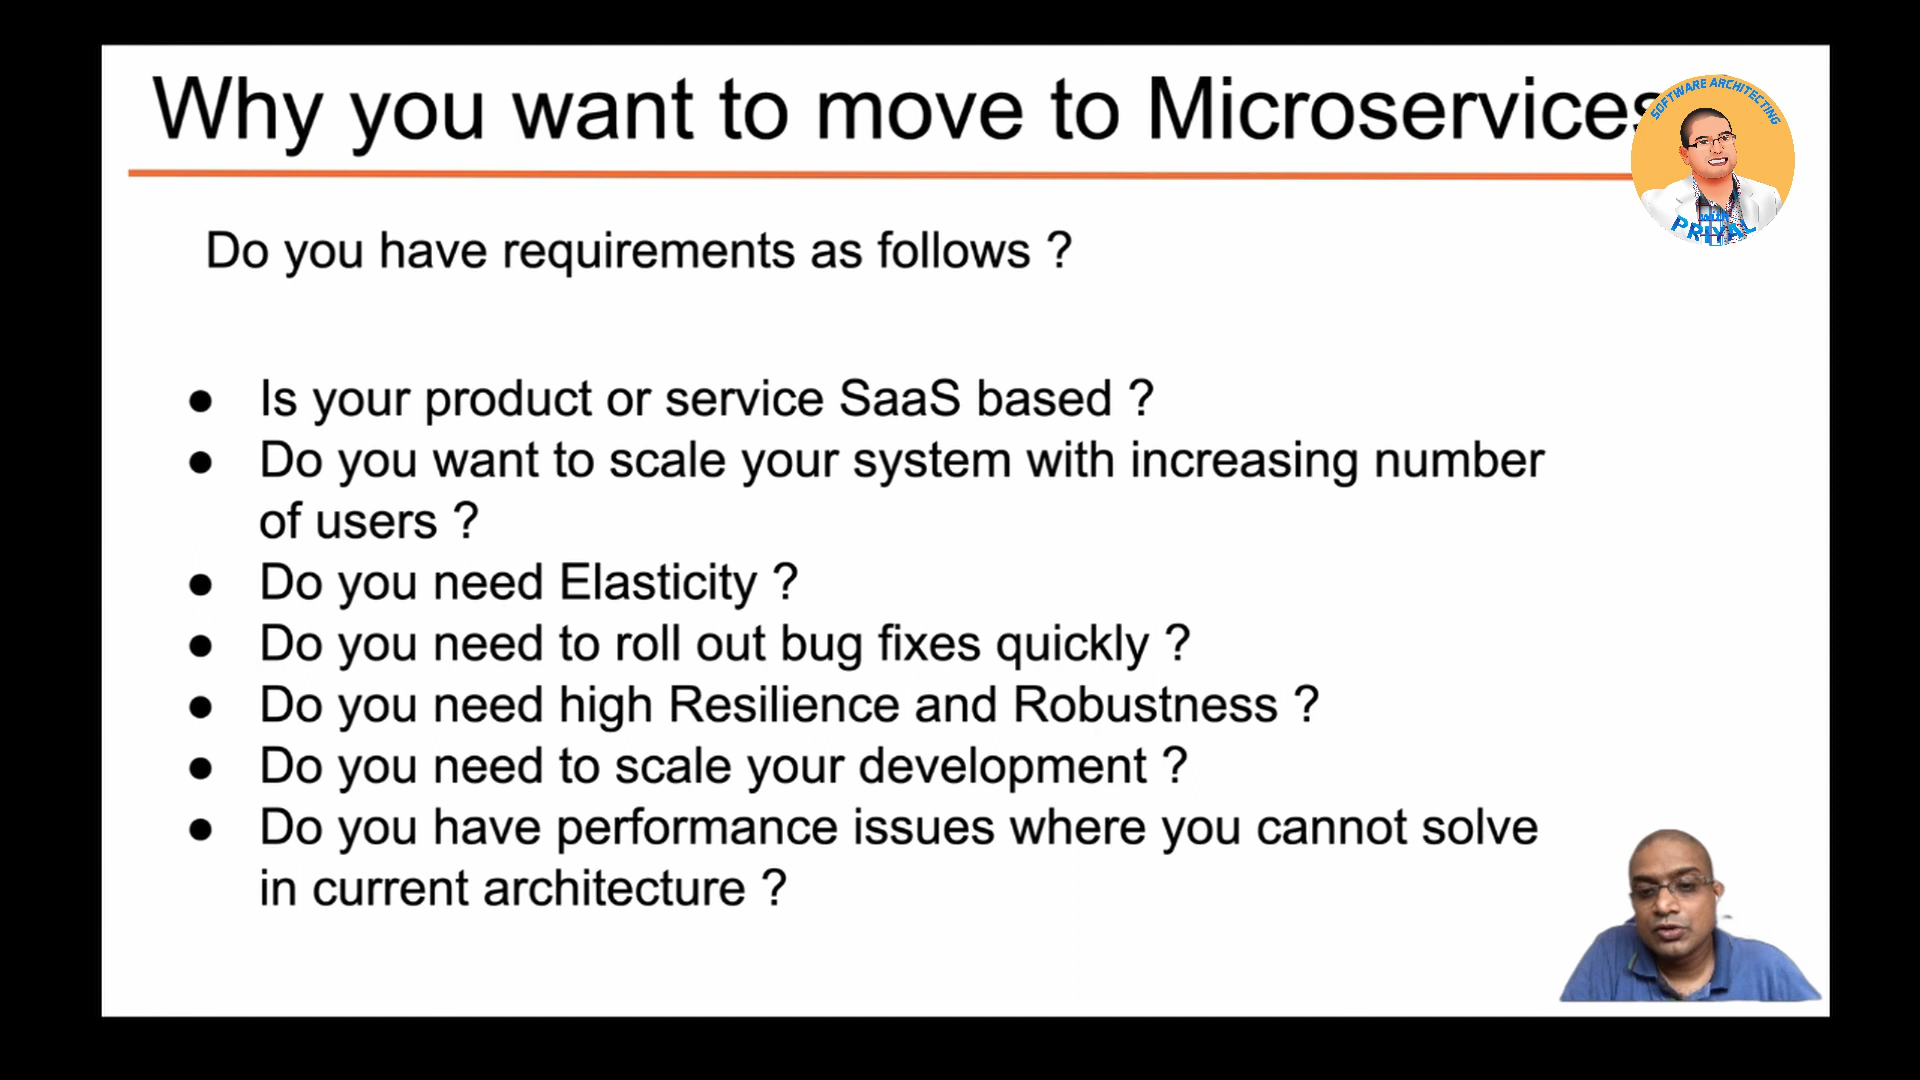 Why you want to move to Microservices
SOFTWARE ARCHITECTING
PRIYAL
Do you have requirements as follows ?
● Is your product or service SaaS based ?
● Do you want to scale your system with increasing number
of users ?
● Do you need Elasticity ?
● Do you need to roll out bug fixes quickly ?
● Do you need high Resilience and Robustness ?
● Do you need to scale your development ?
● Do you have performance issues where you cannot solve
in current architecture ?